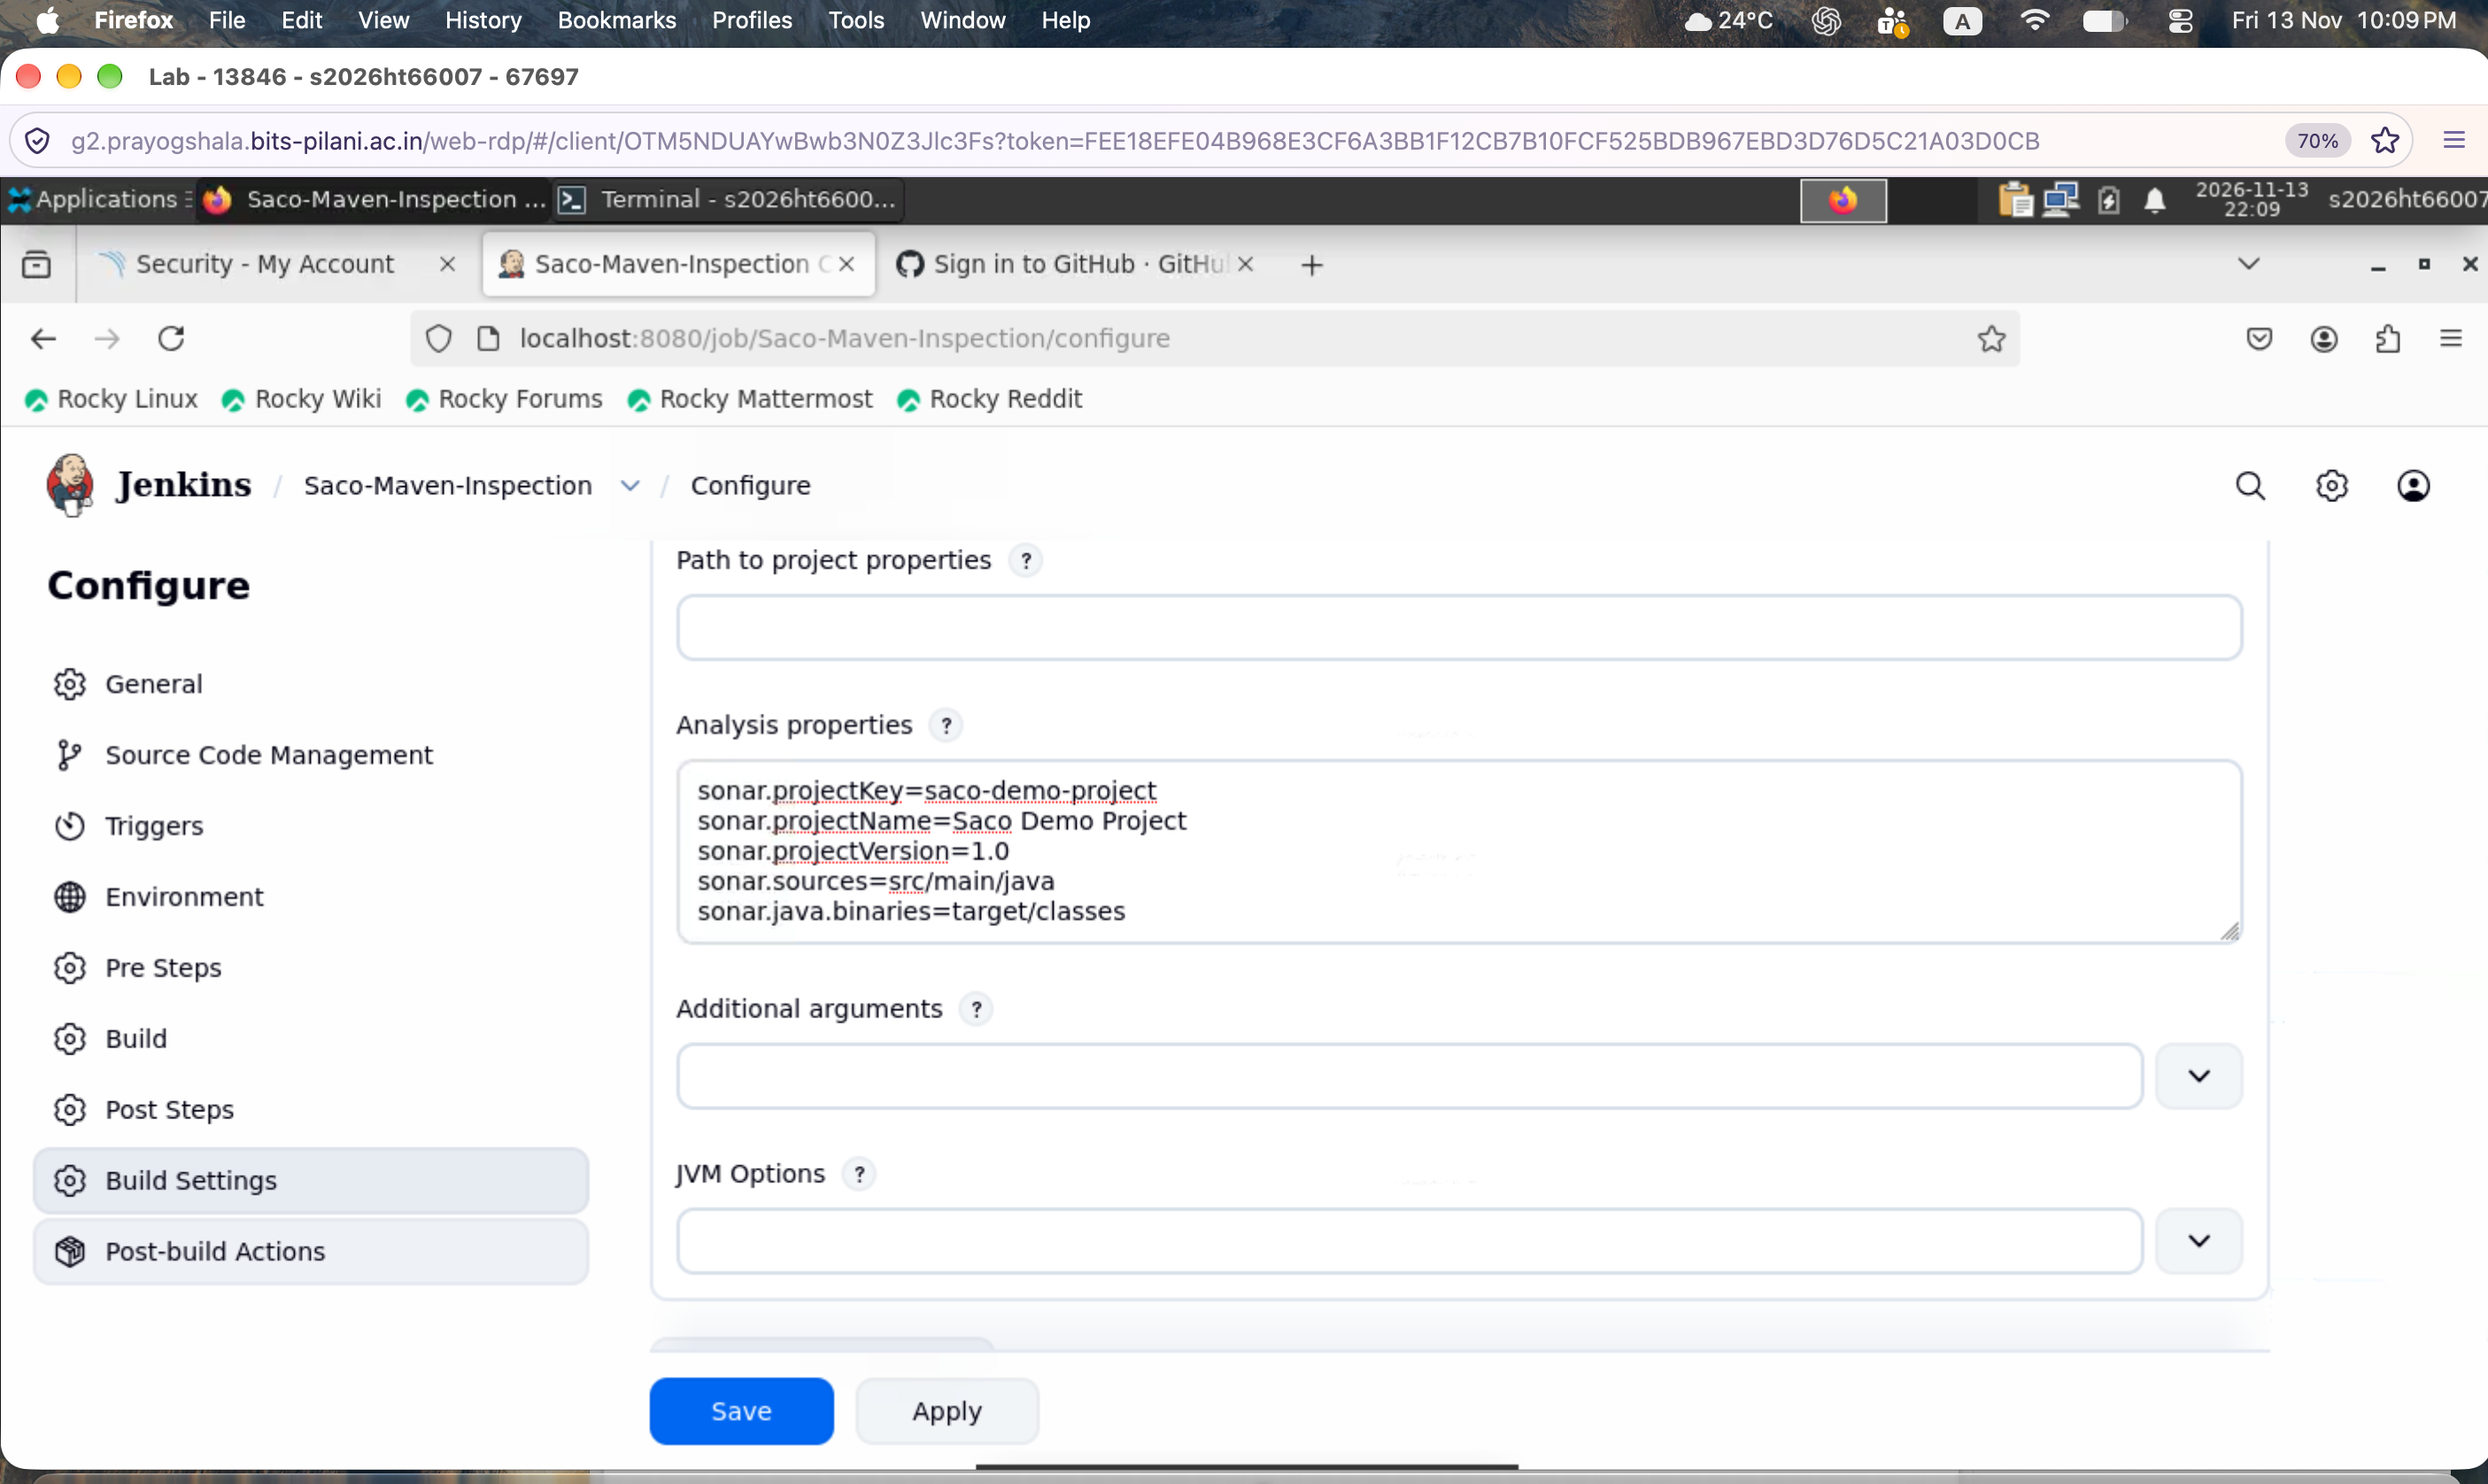 Firefox File Edit View History Bookmarks Profiles Tools Window Help 24°C A Fri 13 Nov 10:09 PM
Lab - 13846 - s2026ht66007 - 67697
g2.prayogshala.bits-pilani.ac.in/web-rdp/#/client/OTM5NDUAYwBwb3N0Z3Jlc3Fs?token=FEE18EFE04B968E3CF6A3BB1F12CB7B10FCF525BDB967EBD3D76D5C21A03D0CB 70%
Applications Saco-Maven-Inspection ... Terminal - s2026ht6600... 2026-11-13 s2026ht66007
22:09
Security - My Account Saco-Maven-Inspection C Sign in to GitHub · GitHu
localhost:8080/job/Saco-Maven-Inspection/configure
Rocky Linux Rocky Wiki Rocky Forums Rocky Mattermost Rocky Reddit
Jenkins / Saco-Maven-Inspection / Configure
Configure
General
Source Code Management
Triggers
Environment
Pre Steps
Build
Post Steps
Build Settings
Post-build Actions
Path to project properties ?
Analysis properties ?
sonar.projectKey=saco-demo-project
sonar.projectName=Saco Demo Project
sonar.projectVersion=1.0
sonar.sources=src/main/java
sonar.java.binaries=target/classes
Additional arguments ?
JVM Options ?
Save Apply